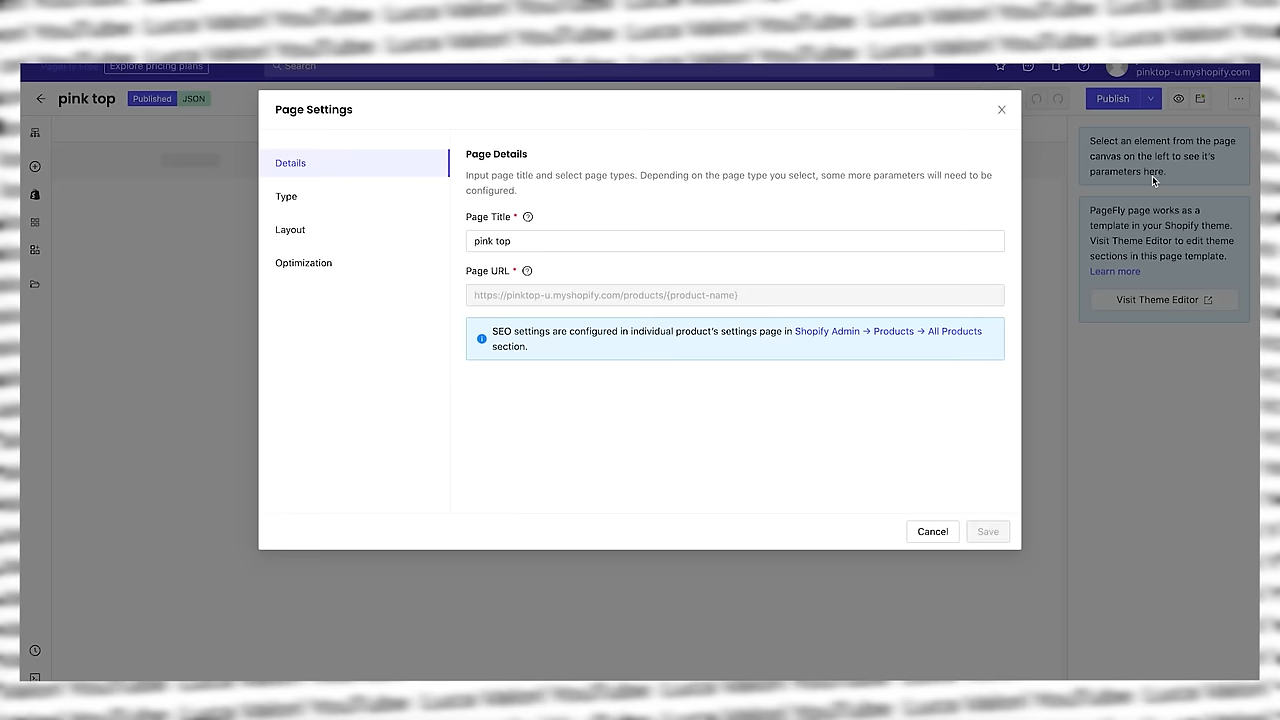 Explore pricing plans
Search
pinktop-u.myshopify.com
pink top
Published
JSON
Publish
Page Settings
Details
Type
Layout
Optimization
Page Details
Input page title and select page types. Depending on the page type you select, some more parameters will need to be
configured.
Page Title *
pink top
Page URL *
https://pinktop-u.myshopify.com/products/{product-name}
SEO settings are configured in individual product's settings page in Shopify Admin → Products → All Products
section.
Cancel
Save
Select an element from the page
canvas on the left to see it's
parameters here.
PageFly page works as a
template in your Shopify theme.
Visit Theme Editor to edit theme
sections in this page template.
Learn more
Visit Theme Editor